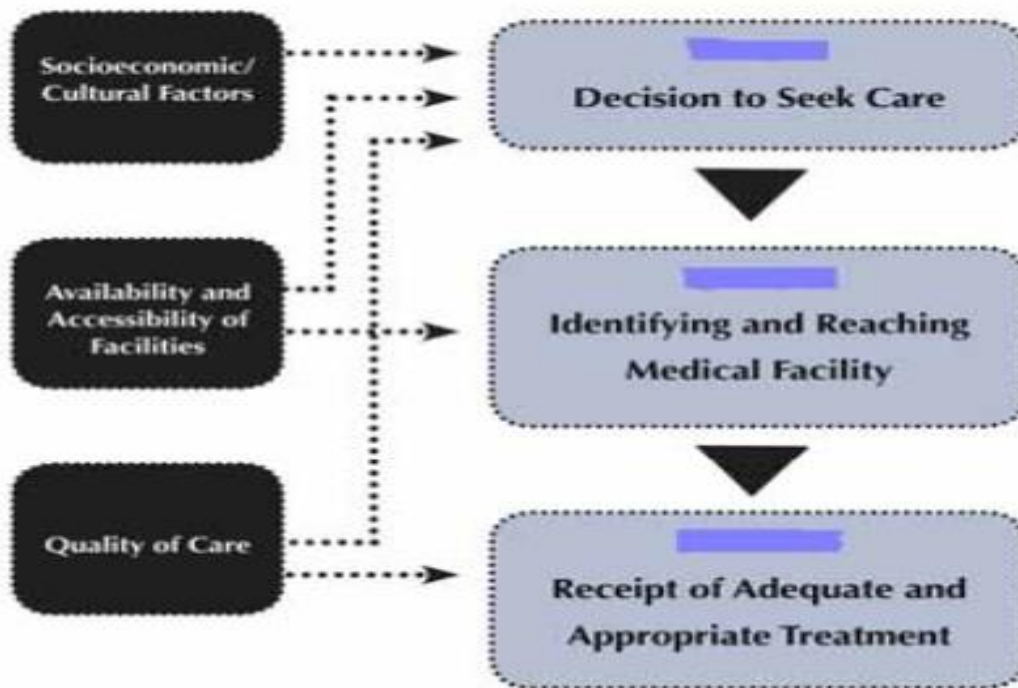 Socioeconomic/
Cultural Factors
Decision to Seek Care
Availability and
Accessibility of
Facilities
Identifying and Reaching
Medical Facility
Quality of Care
Receipt of Adequate and
Appropriate Treatment